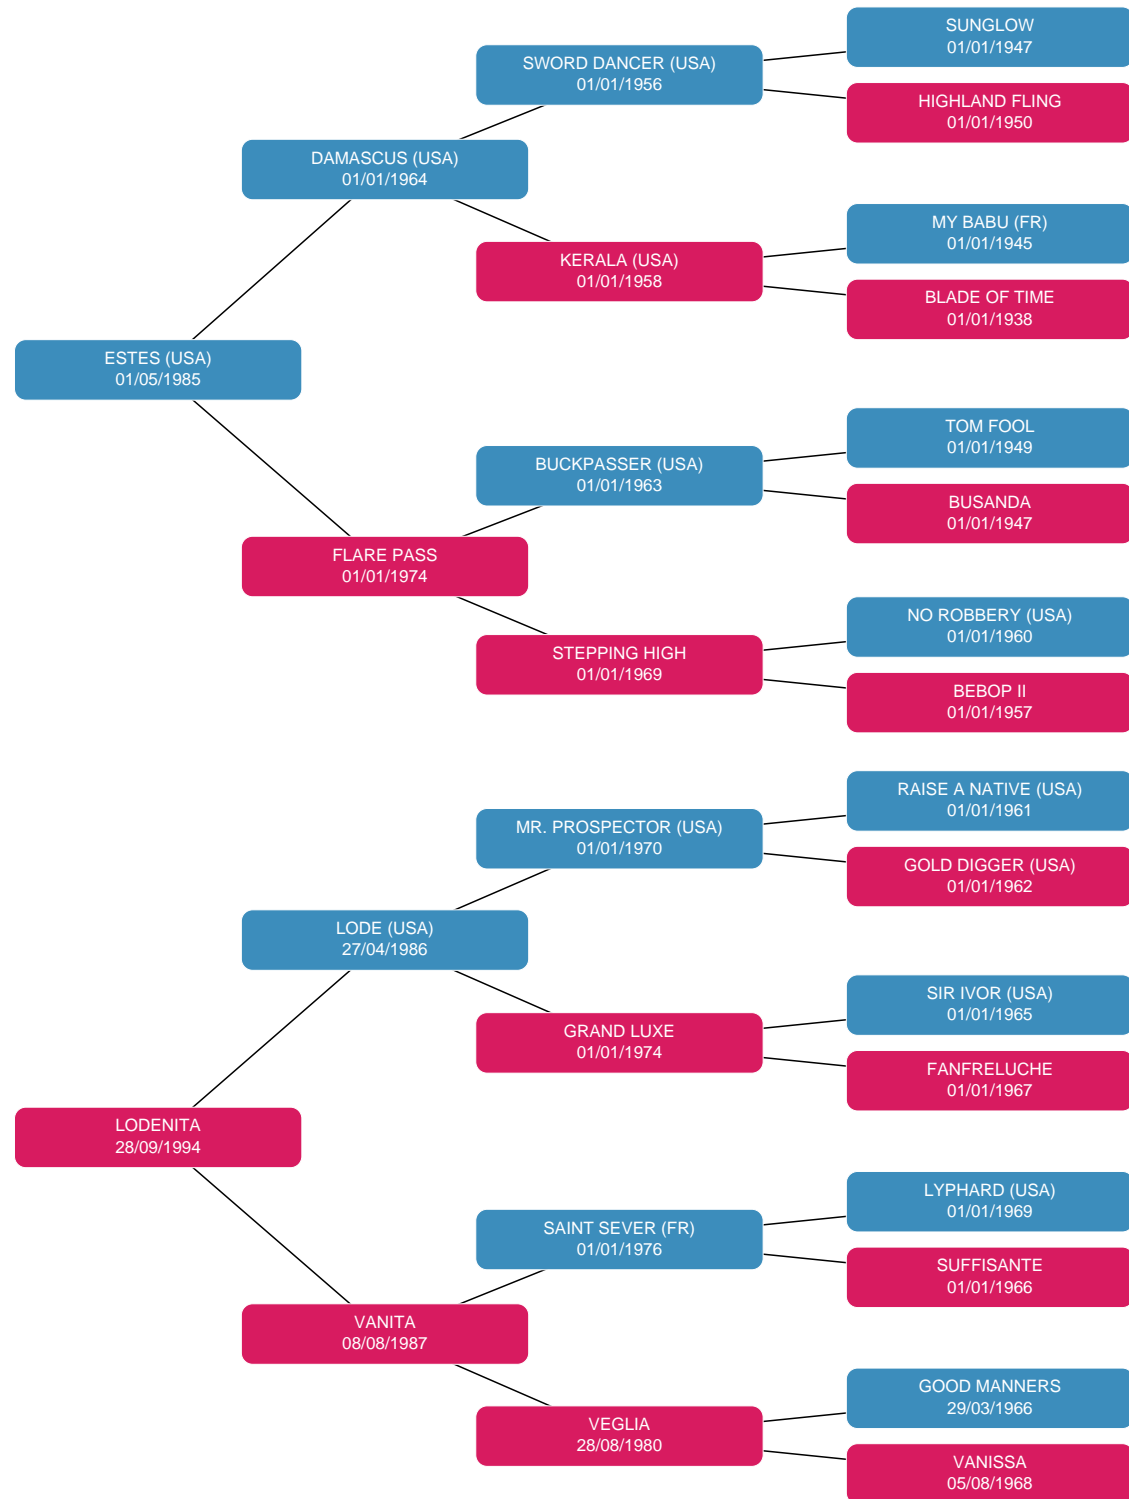 SUNGLOW
01/01/1947
SWORD DANCER (USA)
01/01/1956
HIGHLAND FLING
01/01/1950
DAMASCUS (USA)
01/01/1964
MY BABU (FR)
01/01/1945
KERALA (USA)
01/01/1958
BLADE OF TIME
01/01/1938
ESTES (USA)
01/05/1985
TOM FOOL
01/01/1949
BUCKPASSER (USA)
01/01/1963
BUSANDA
01/01/1947
FLARE PASS
01/01/1974
NO ROBBERY (USA)
01/01/1960
STEPPING HIGH
01/01/1969
BEBOP II
01/01/1957
RAISE A NATIVE (USA)
01/01/1961
MR. PROSPECTOR (USA)
01/01/1970
GOLD DIGGER (USA)
01/01/1962
LODE (USA)
27/04/1986
SIR IVOR (USA)
01/01/1965
GRAND LUXE
01/01/1974
FANFRELUCHE
01/01/1967
LODENITA
28/09/1994
LYPHARD (USA)
01/01/1969
SAINT SEVER (FR)
01/01/1976
SUFFISANTE
01/01/1966
VANITA
08/08/1987
GOOD MANNERS
29/03/1966
VEGLIA
28/08/1980
VANISSA
05/08/1968